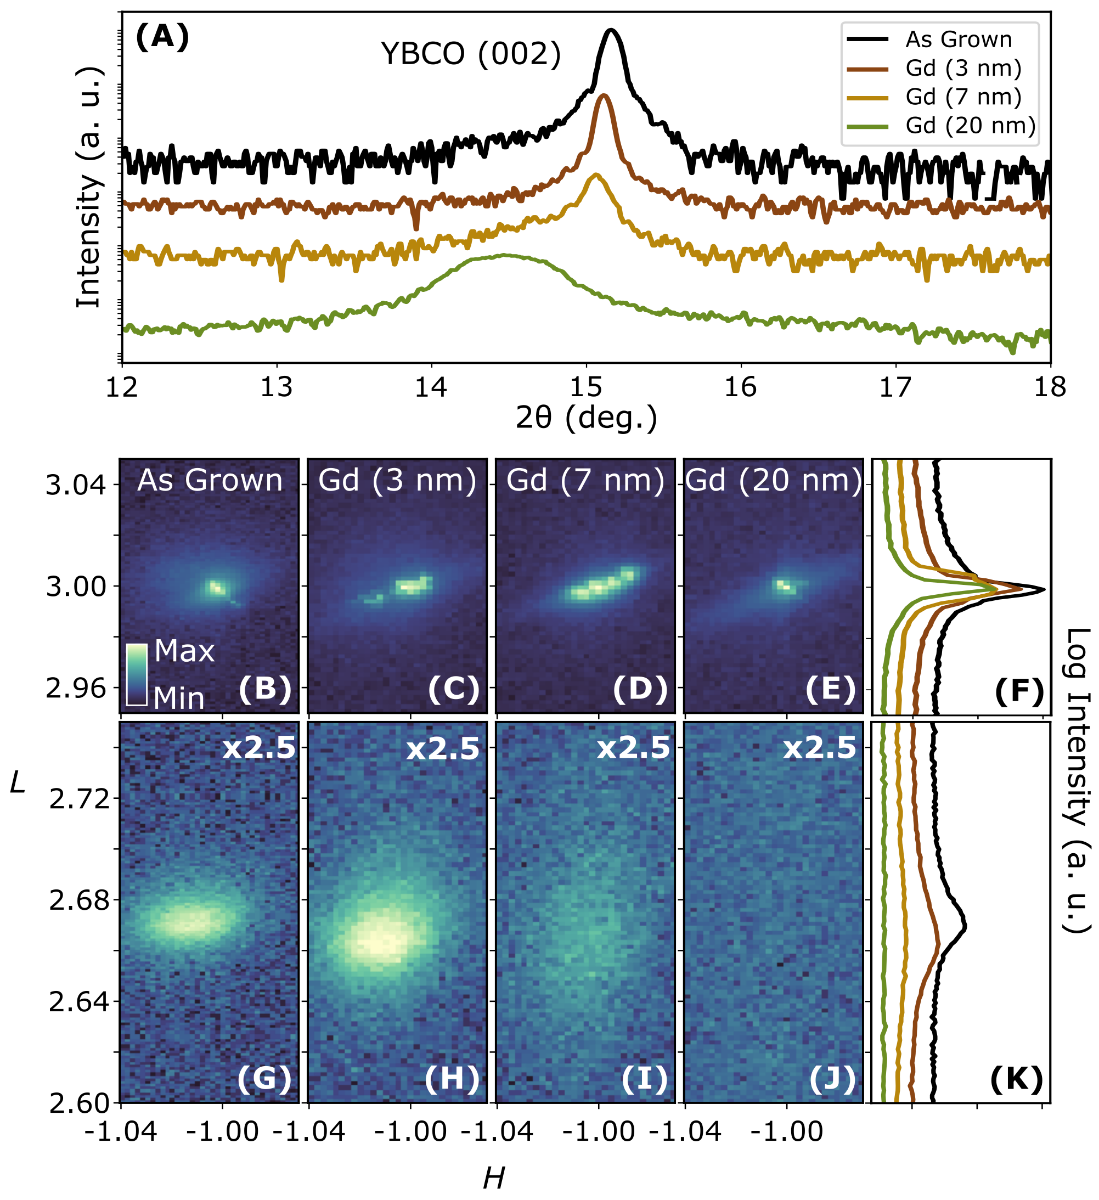 (A)
YBCO (002)
As Grown
Gd (3 nm)
Gd (7 nm)
Gd (20 nm)
Intensity (a. u.)
12 13 14 15 16 17 18
2θ (deg.)
As Grown Gd (3 nm) Gd (7 nm) Gd (20 nm)
3.04
3.00
2.96
Max
Min
(B) (C) (D) (E) (F)
x2.5 x2.5 x2.5 x2.5
L
2.72
2.68
2.64
2.60
(G) (H) (I) (J) (K)
Log Intensity (a. u.)
-1.04 -1.00 -1.04 -1.00 -1.04 -1.00 -1.04 -1.00
H